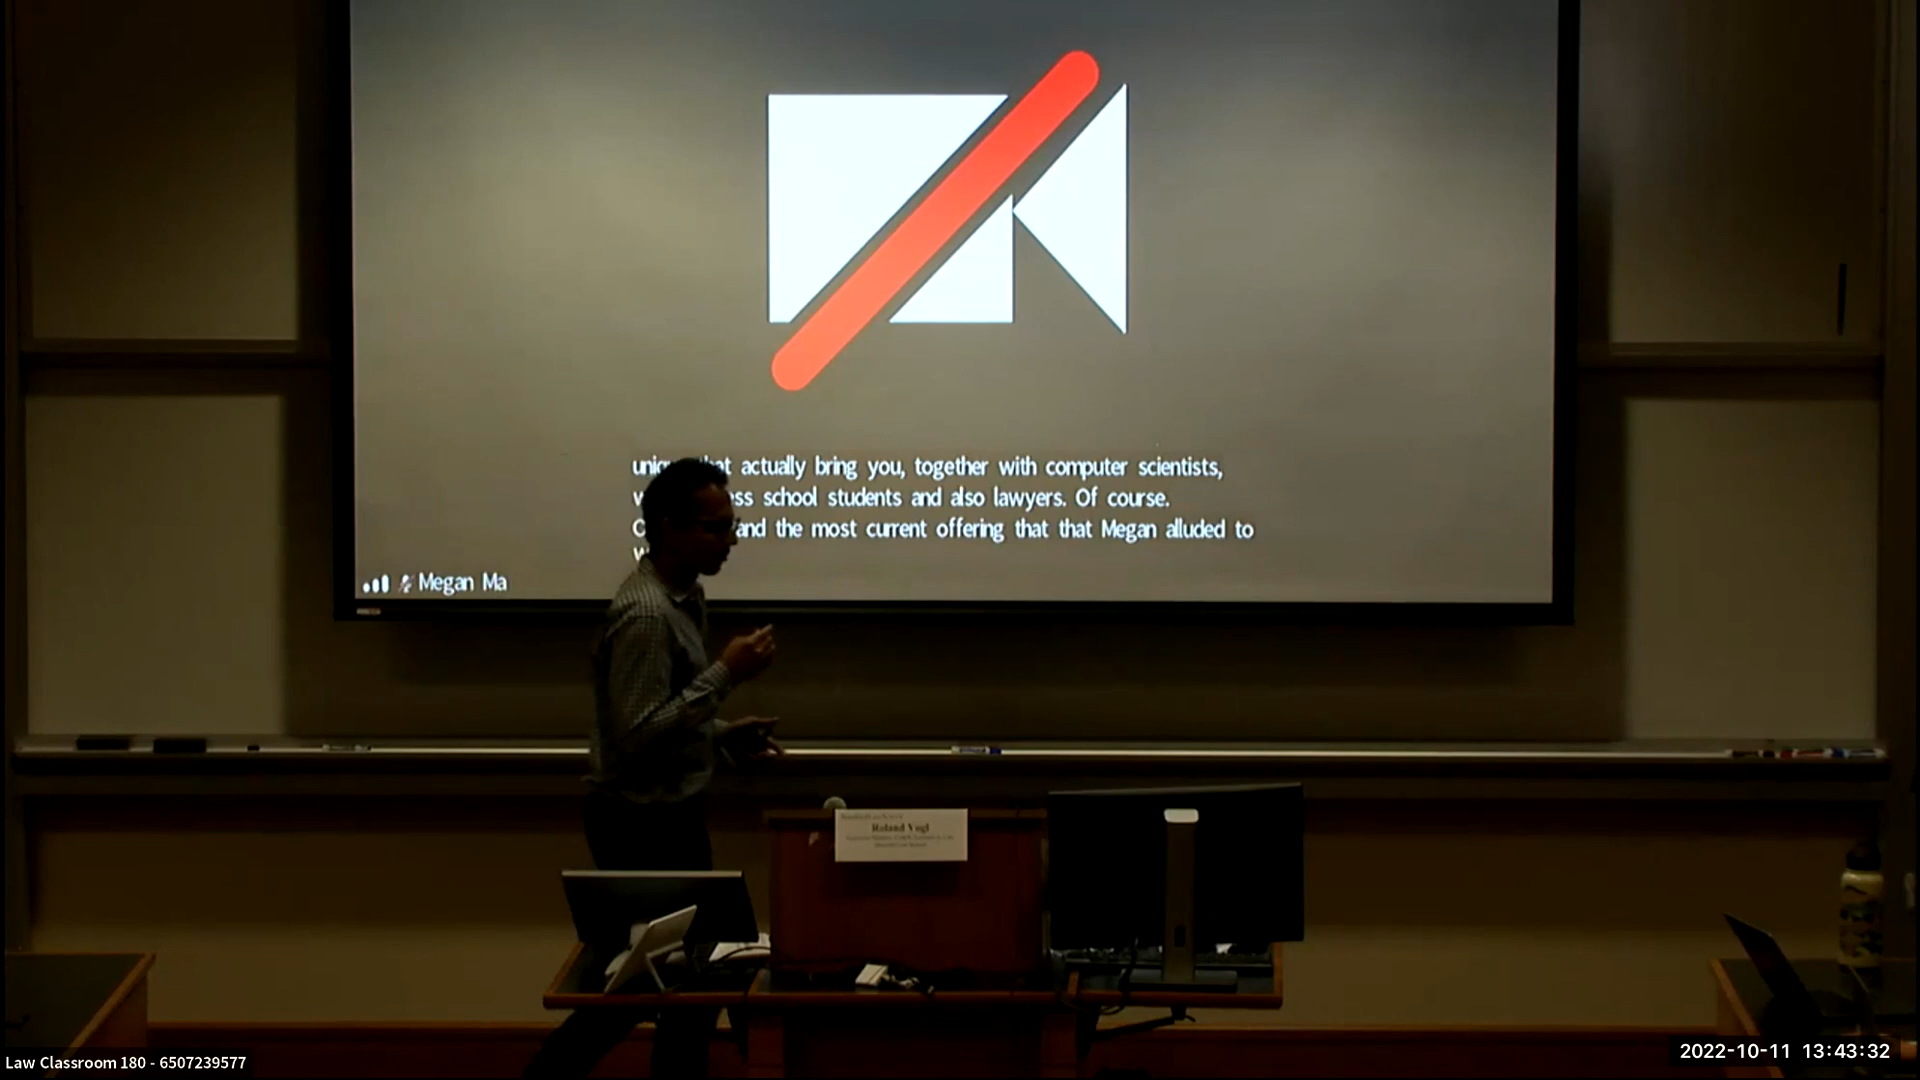 uniq that actually bring you, together with computer scientists,
w ess school students and also lawyers. Of course.
and the most current offering that that Megan alluded to
Megan Ma
Roland Vogl
Law Classroom 180 - 6507239577
2022-10-11 13:43:32